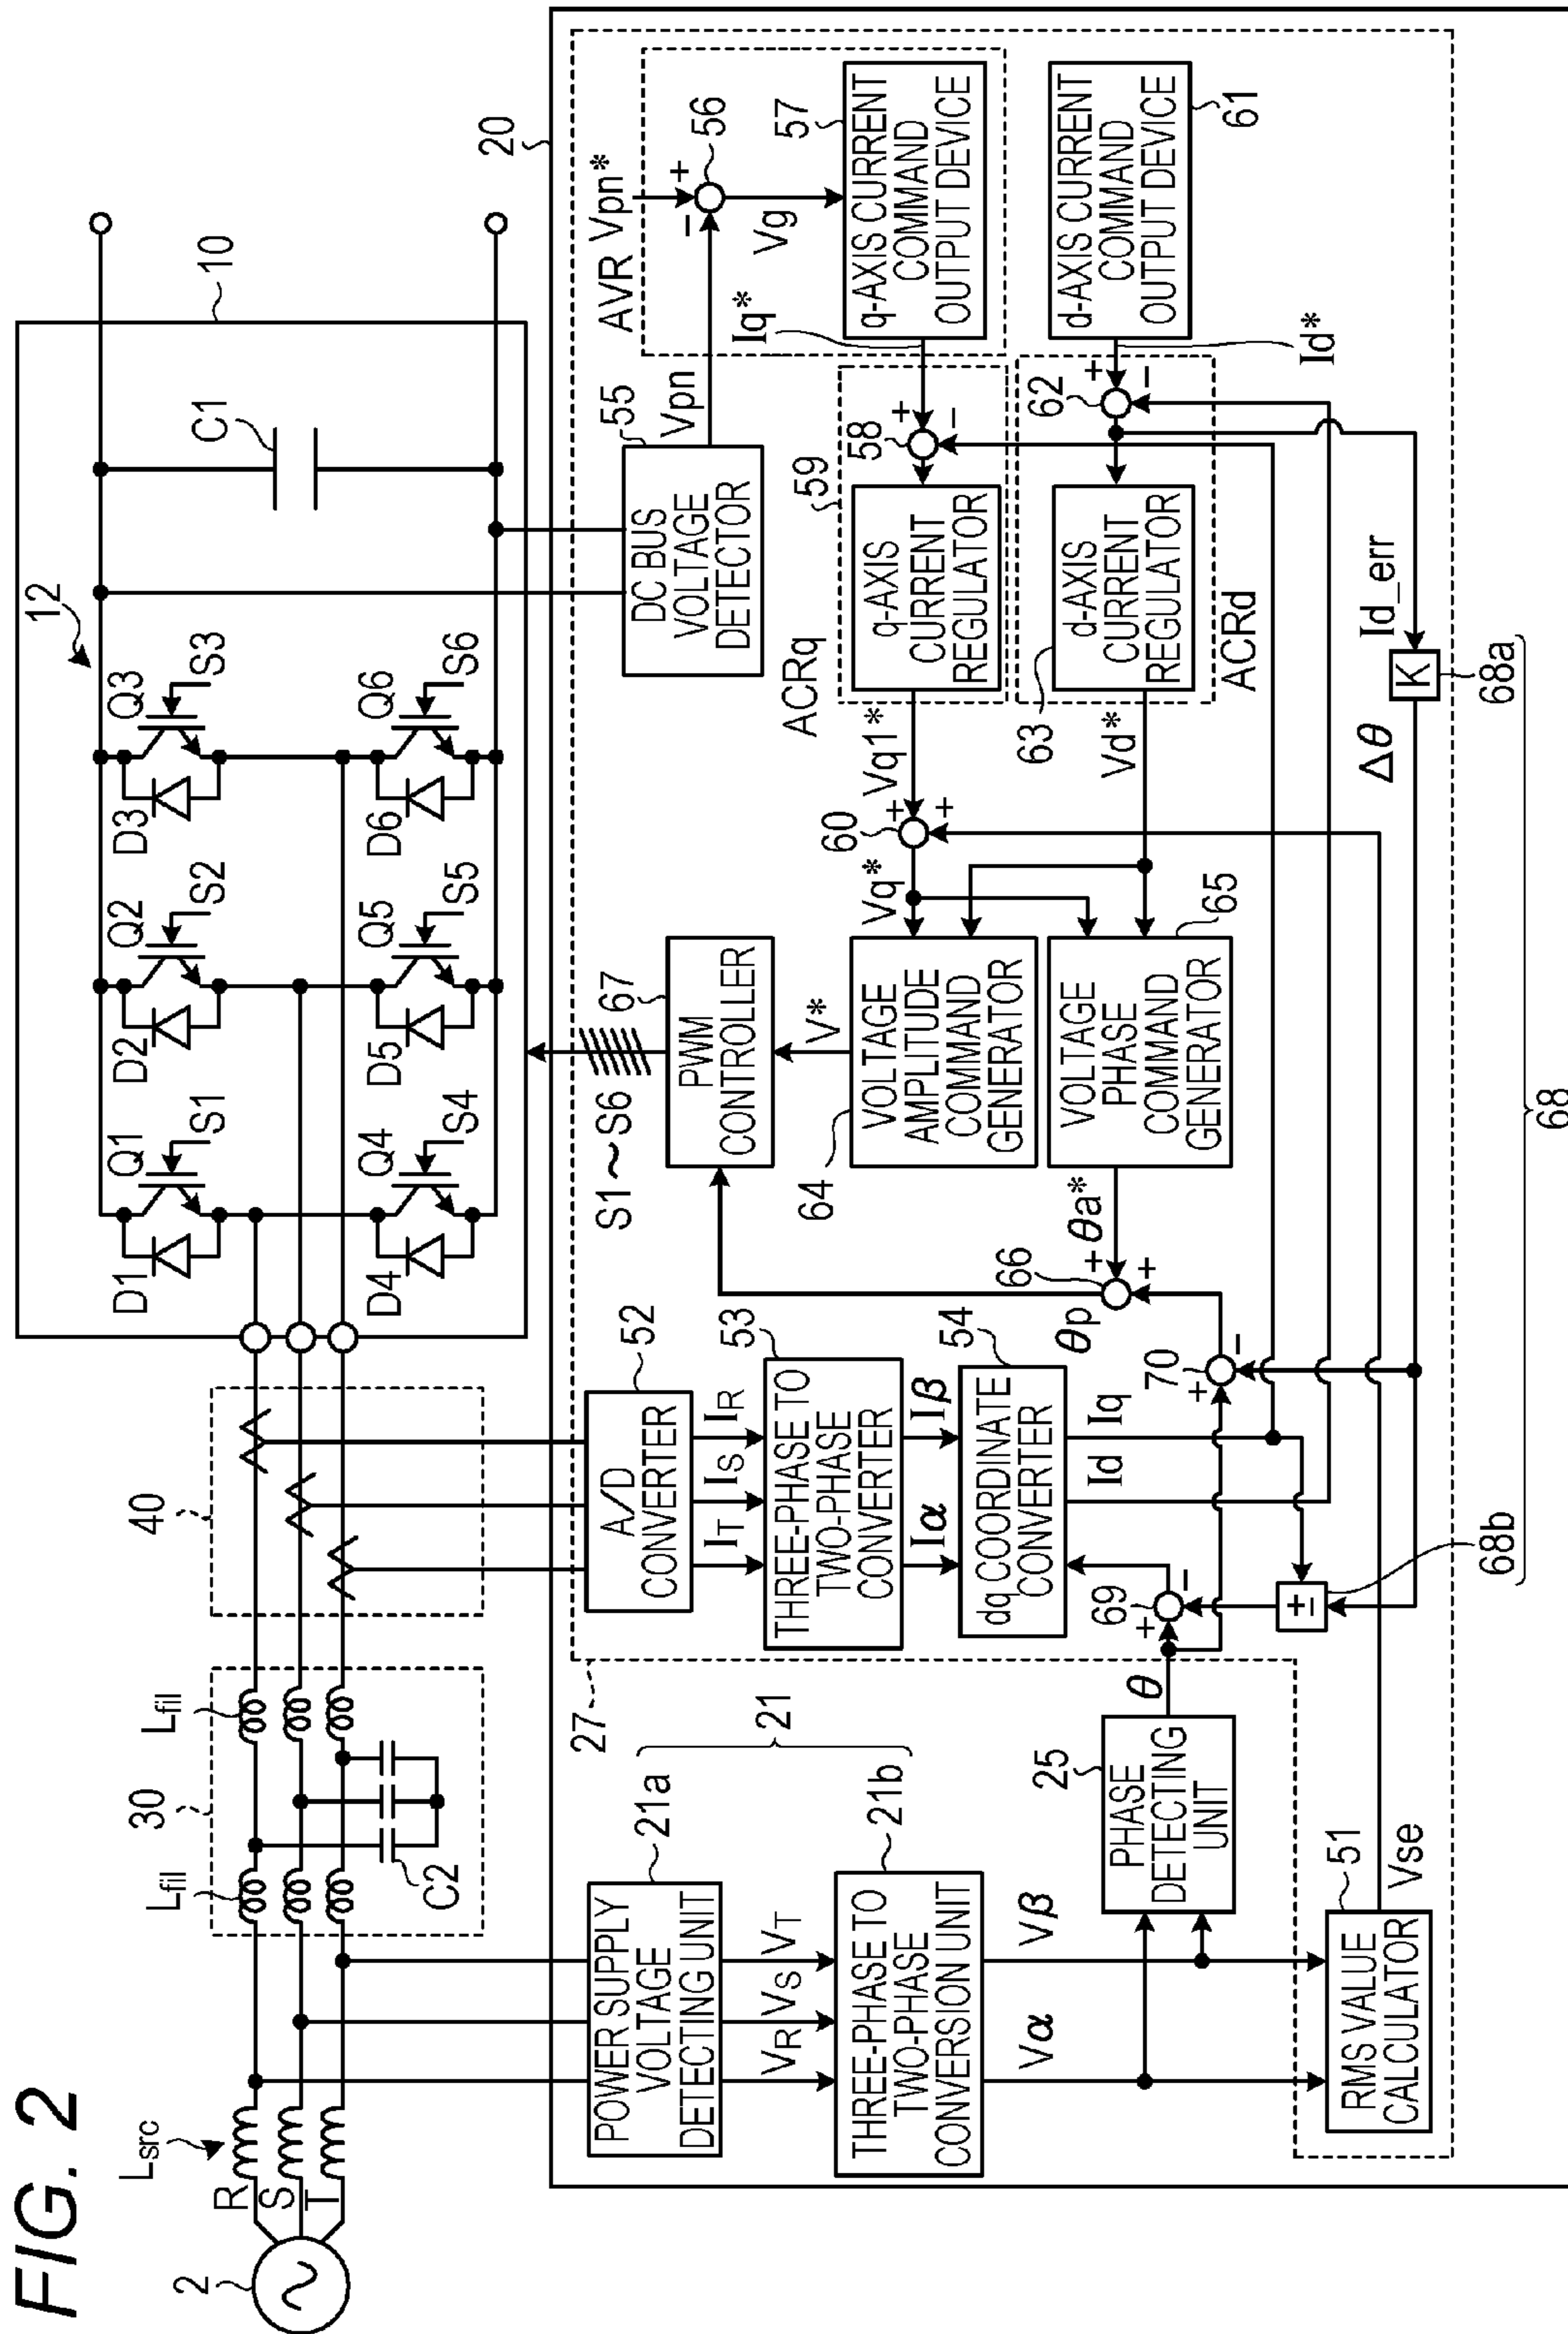 FIG. 2
2
R
S
T
Lsrc
30
Lfil
Lfil
C2
40
10
12
D1
Q1
S1
D2
Q2
S2
D3
Q3
S3
D4
Q4
S4
D5
Q5
S5
D6
Q6
S6
C1
20
21
21a
POWER SUPPLY
VOLTAGE
DETECTING UNIT
VR
VS
VT
21b
THREE-PHASE TO
TWO-PHASE
CONVERSION UNIT
Vα
Vβ
25
PHASE
DETECTING
UNIT
θ
51
RMS VALUE
CALCULATOR
Vse
27
52
A/D
CONVERTER
IT
IS
IR
53
THREE-PHASE TO
TWO-PHASE
CONVERTER
Iα
Iβ
54
dq COORDINATE
CONVERTER
Id
Iq
69
+
−
70
+
−
66
+
+
θp
θa*
S1～S6
67
PWM
CONTROLLER
V*
64
VOLTAGE
AMPLITUDE
COMMAND
GENERATOR
65
VOLTAGE
PHASE
COMMAND
GENERATOR
Vq*
60
+
+
Vq1*
Vd*
55
DC BUS
VOLTAGE
DETECTOR
Vpn
AVR
Vpn*
+
−
56
Vg
57
q-AXIS CURRENT
COMMAND
OUTPUT DEVICE
Iq*
ACRq
59
58
+
−
q-AXIS
CURRENT
REGULATOR
61
d-AXIS CURRENT
COMMAND
OUTPUT DEVICE
Id*
62
+
−
63
d-AXIS
CURRENT
REGULATOR
ACRd
Id_err
K
68a
Δθ
±
68b
68